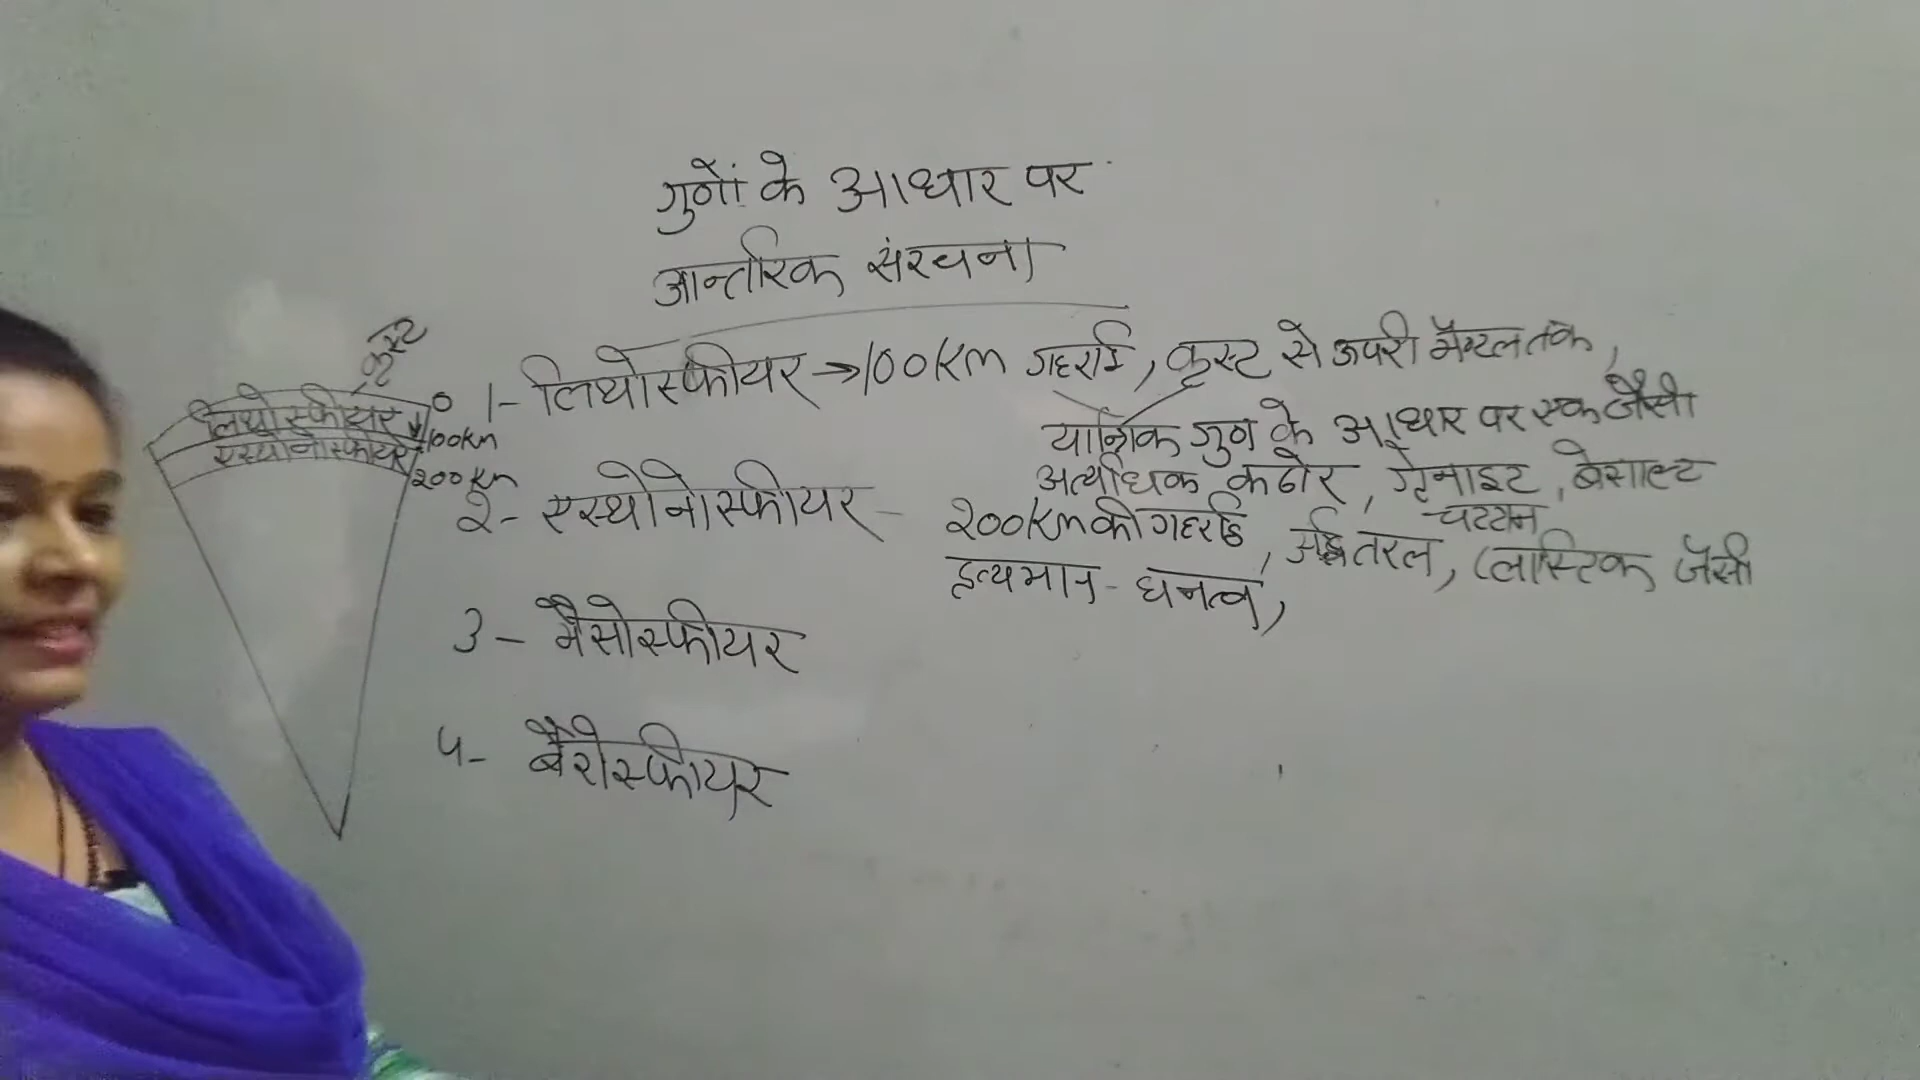 गुणों के आधार पर
आन्तरिक संरचना
क्रस्ट
लिथोस्फीयर
0
100km
एस्थोनोस्फीयर
200km
1- लिथोस्फीयर → 100km गहराई, क्रस्ट से ऊपरी मैण्टल तक,
यान्त्रिक गुण के आधार पर एक जैसी
अत्याधिक कठोर, ग्रेनाइट, बेसाल्ट
चट्टान
2- एस्थोनोस्फीयर - 200km की गहराई, अर्द्धतरल, प्लास्टिक जैसी
द्रव्यमान - घनत्व,
3- मैसोस्फीयर
4- बैरीस्फीयर